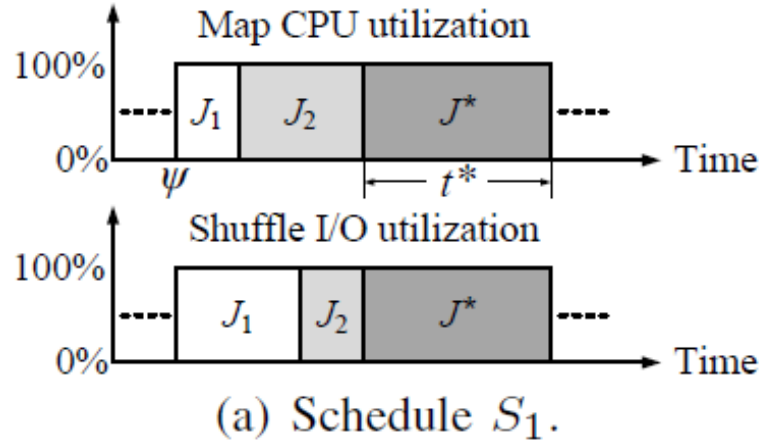 Map CPU utilization
100%
J₁ J₂ J*
0%
ψ t* Time
Shuffle I/O utilization
100%
J₁ J₂ J*
0%
Time
(a) Schedule S₁.